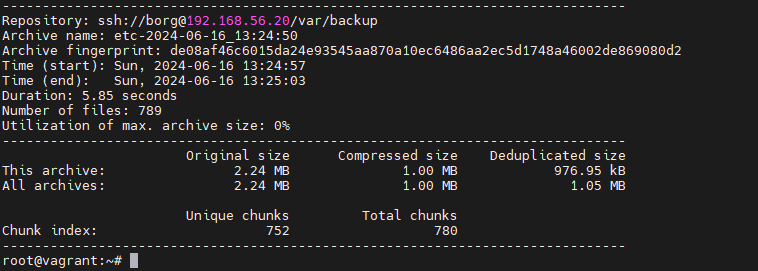 ------------------------------------------------------------------------------
Repository: ssh://borg@192.168.56.20/var/backup
Archive name: etc-2024-06-16_13:24:50
Archive fingerprint: de08af46c6015da24e93545aa870a10ec6486aa2ec5d1748a46002de869080d2
Time (start): Sun, 2024-06-16 13:24:57
Time (end):   Sun, 2024-06-16 13:25:03
Duration: 5.85 seconds
Number of files: 789
Utilization of max. archive size: 0%
------------------------------------------------------------------------------
                       Original size      Compressed size    Deduplicated size
This archive:                2.24 MB              1.00 MB            976.95 kB
All archives:                2.24 MB              1.00 MB              1.05 MB

                       Unique chunks         Total chunks
Chunk index:                     752                  780
------------------------------------------------------------------------------
root@vagrant:~#